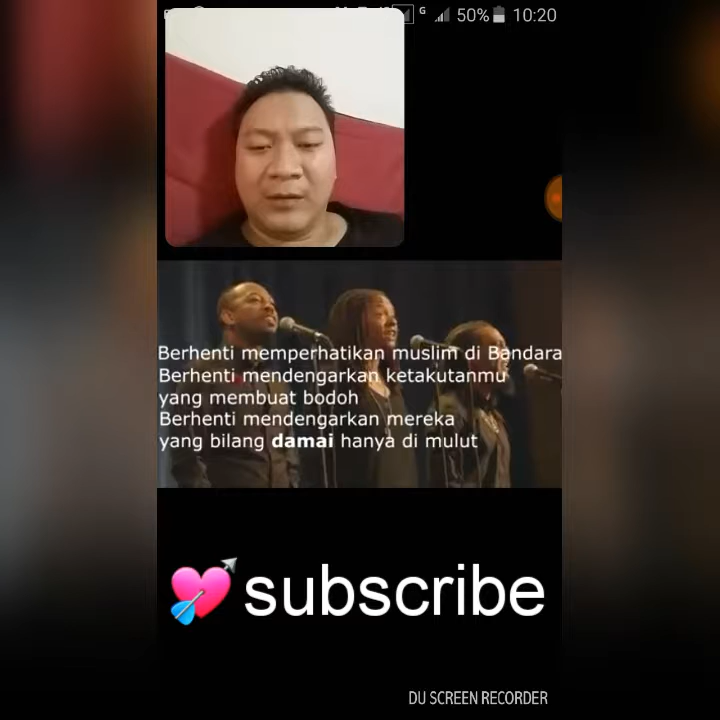 G 50% 10:20
Berhenti memperhatikan muslim di Bandara
Berhenti mendengarkan ketakutanmu
yang membuat bodoh
Berhenti mendengarkan mereka
yang bilang damai hanya di mulut
subscribe
DU SCREEN RECORDER